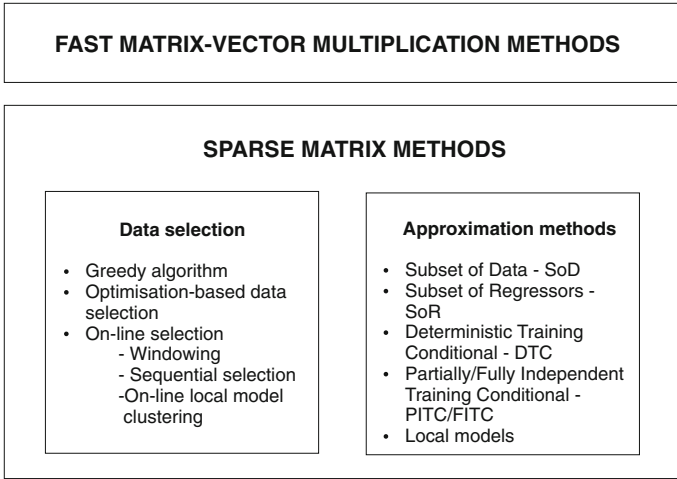 FAST MATRIX-VECTOR MULTIPLICATION METHODS
SPARSE MATRIX METHODS
Data selection
• Greedy algorithm
• Optimisation-based data
selection
• On-line selection
- Windowing
- Sequential selection
-On-line local model
clustering
Approximation methods
• Subset of Data - SoD
• Subset of Regressors -
SoR
• Deterministic Training
Conditional - DTC
• Partially/Fully Independent
Training Conditional -
PITC/FITC
• Local models